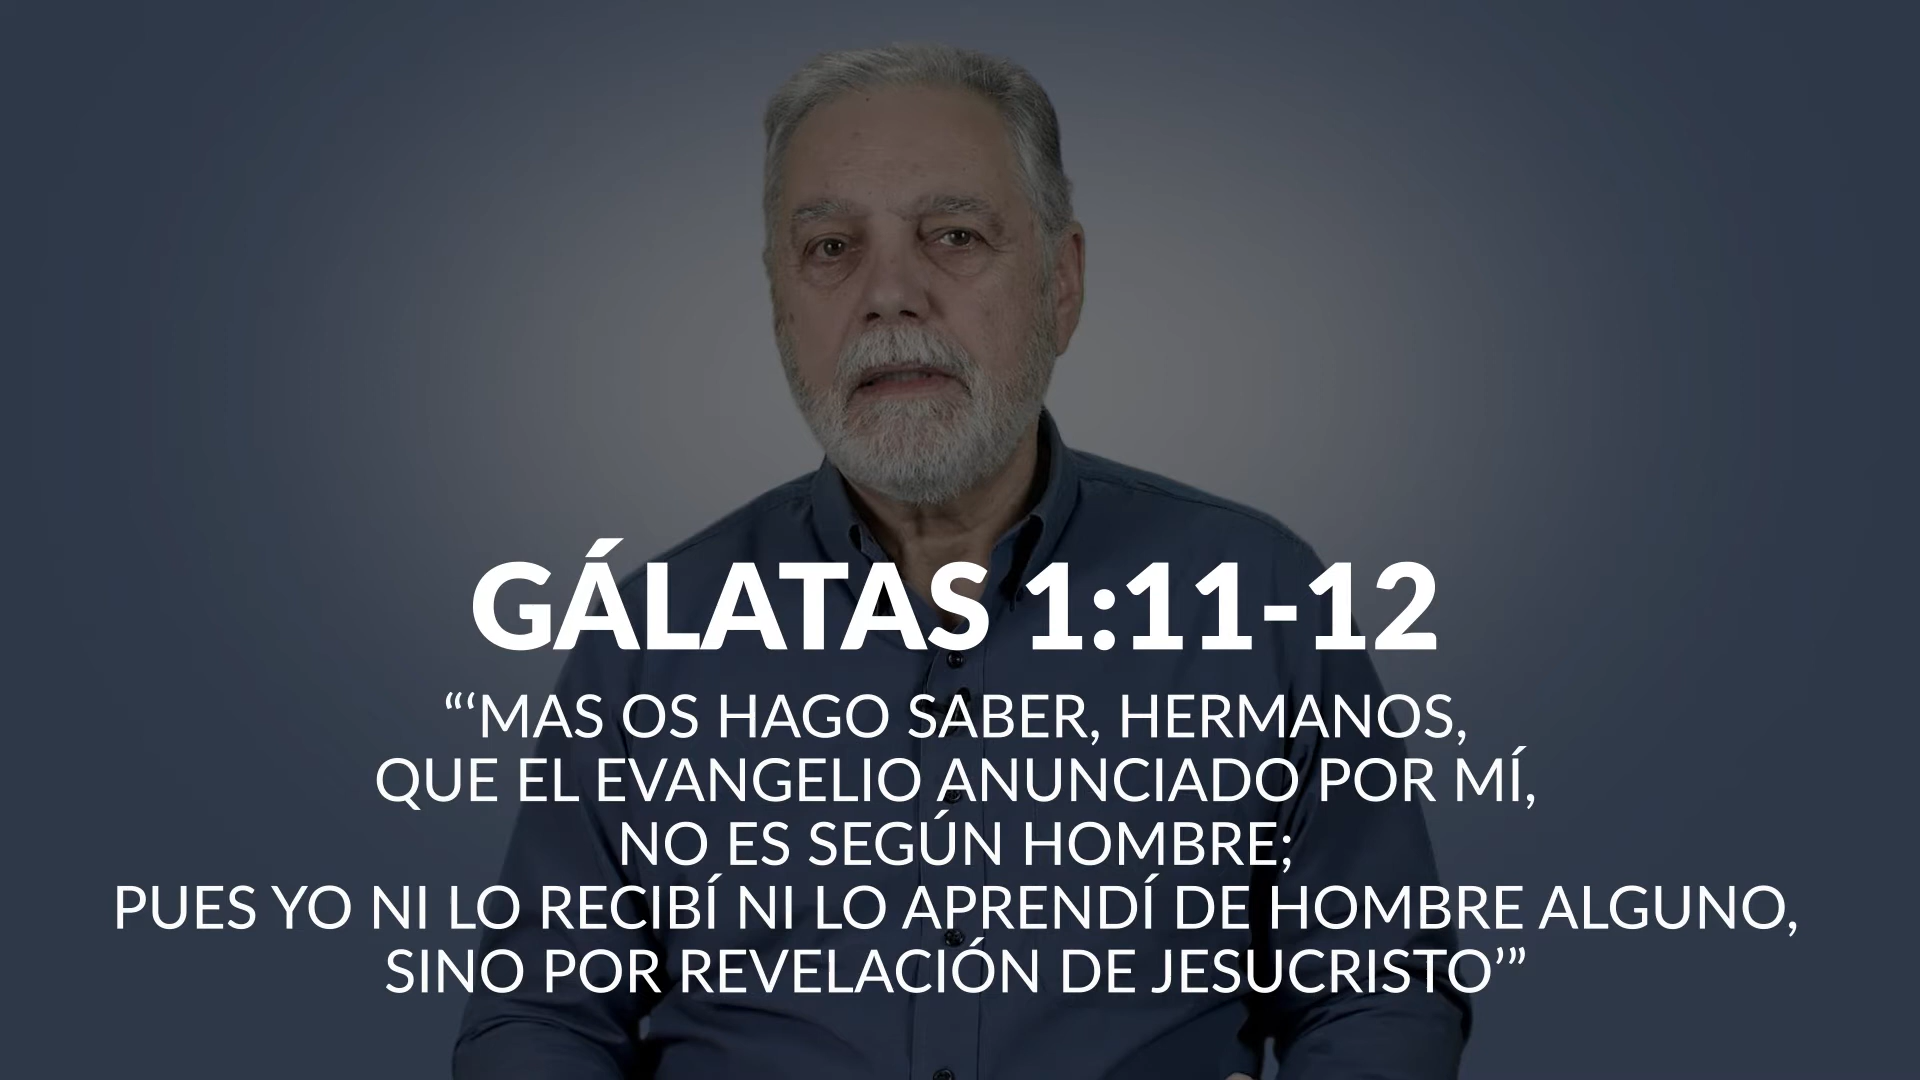 GÁLATAS 1:11-12
“‘MAS OS HAGO SABER, HERMANOS,
QUE EL EVANGELIO ANUNCIADO POR MÍ,
NO ES SEGÚN HOMBRE;
PUES YO NI LO RECIBÍ NI LO APRENDÍ DE HOMBRE ALGUNO,
SINO POR REVELACIÓN DE JESUCRISTO’”